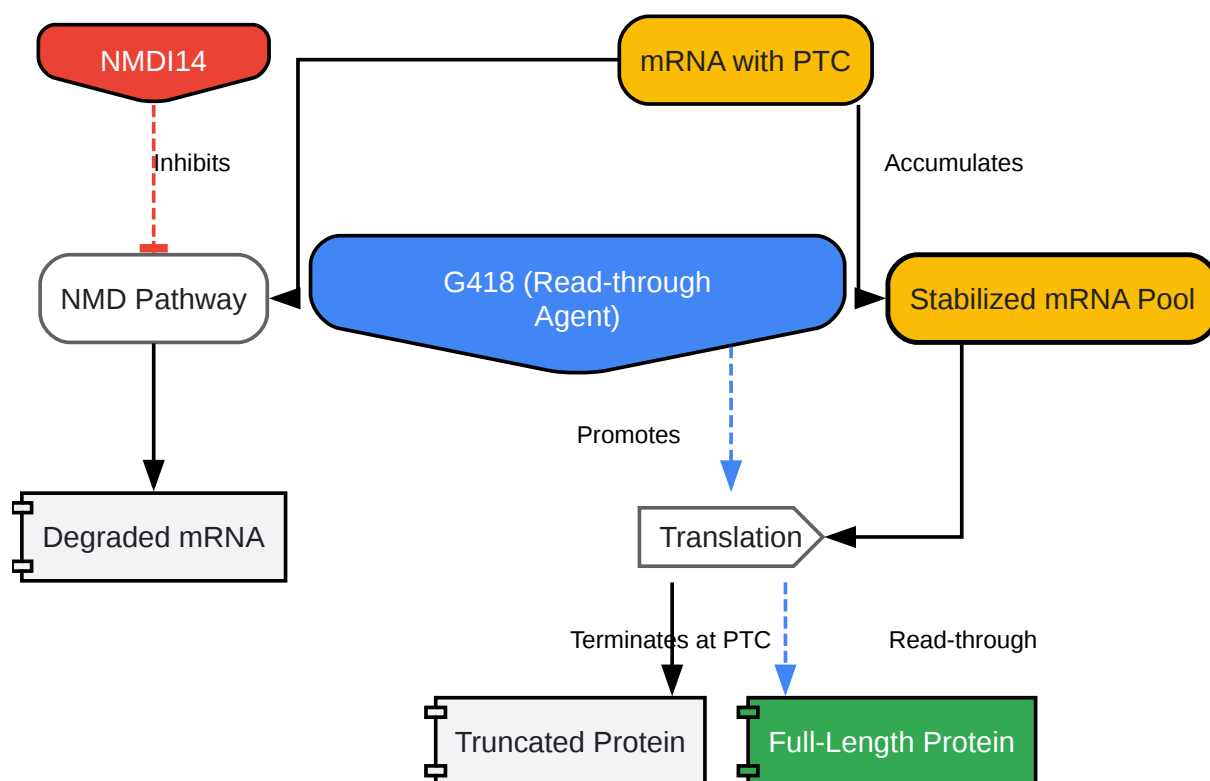 NMDI14
mRNA with PTC
Inhibits
Accumulates
G418 (Read-through
Agent)
NMD Pathway
Stabilized mRNA Pool
Promotes
Degraded mRNA
Translation
Terminates at PTC
Read-through
Truncated Protein
Full-Length Protein